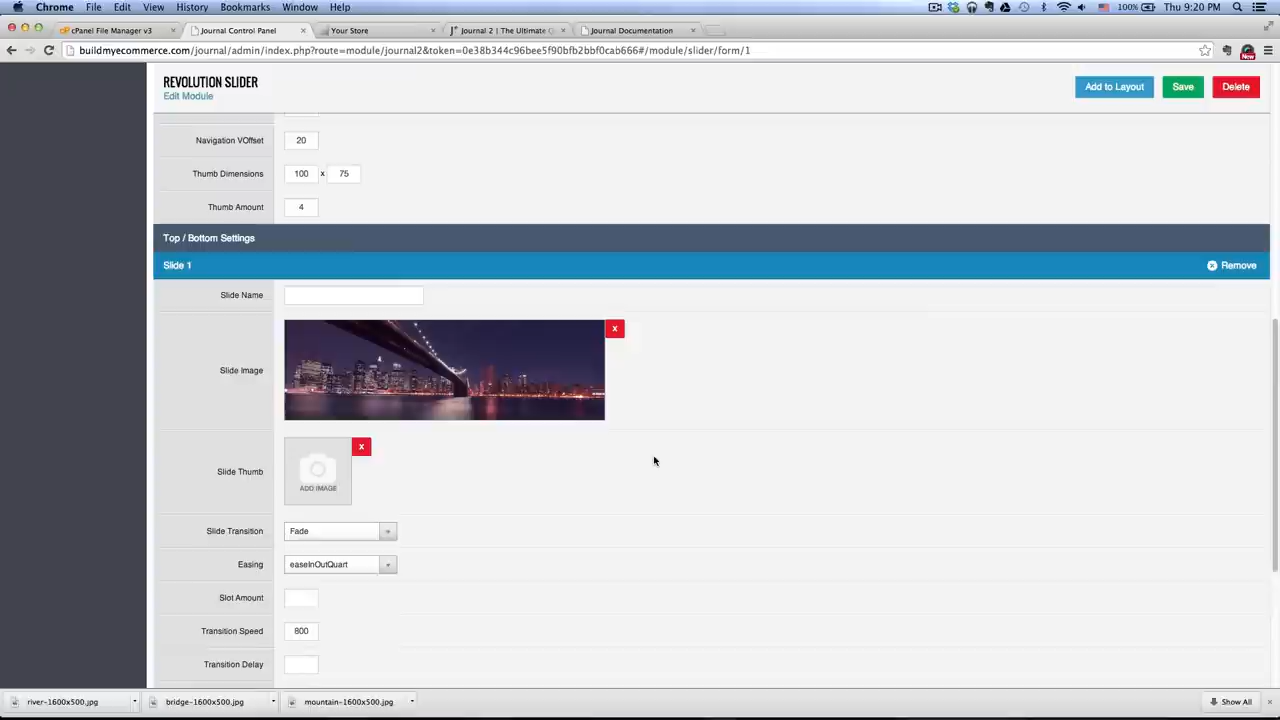 Chrome File Edit View History Bookmarks Window Help 100% Thu 9:20 PM
cPanel File Manager v3 Journal Control Panel Your Store Journal 2 | The Ultimate O Journal Documentation
buildmyecommerce.com/journal/admin/index.php?route=module/journal2&token=0e38b344c96bee5f90bfb2bbf0cab666#/module/slider/form/1
New
REVOLUTION SLIDER
Edit Module
Add to Layout Save Delete
Navigation VOffset 20
Thumb Dimensions 100 x 75
Thumb Amount 4
Top / Bottom Settings
Slide 1 Remove
Slide Name
Slide Image X
Slide Thumb ADD IMAGE X
Slide Transition Fade
Easing easeInOutQuart
Slot Amount
Transition Speed 800
Transition Delay
river-1600x500.jpg bridge-1600x500.jpg mountain-1600x500.jpg Show All